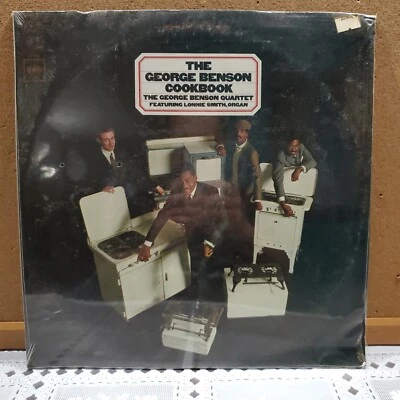 THE
GEORGE BENSON
COOKBOOK
THE GEORGE BENSON QUARTET
FEATURING LONNIE SMITH, ORGAN